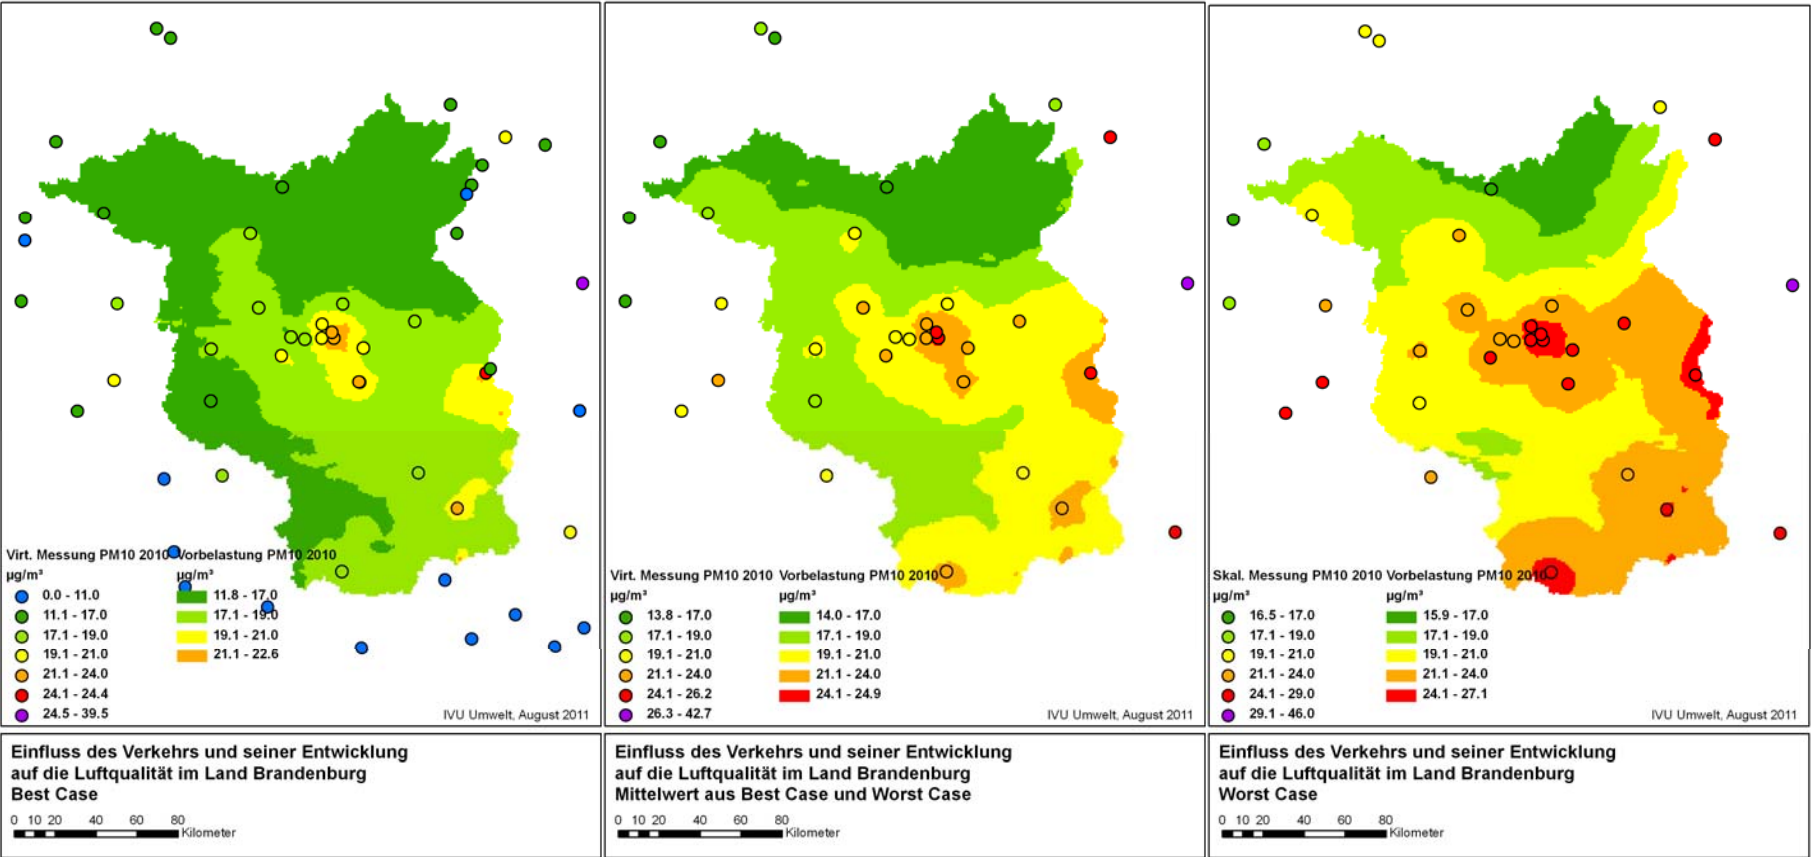 Virt. Messung PM10 2010 Vorbelastung PM10 2010
µg/m³ µg/m³
0.0 - 11.0 11.8 - 17.0
11.1 - 17.0 17.1 - 19.0
17.1 - 19.0 19.1 - 21.0
19.1 - 21.0 21.1 - 22.6
21.1 - 24.0
24.1 - 24.4
24.5 - 39.5
IVU Umwelt, August 2011
Einfluss des Verkehrs und seiner Entwicklung
auf die Luftqualität im Land Brandenburg
Best Case
0 10 20 40 60 80
Kilometer
Virt. Messung PM10 2010 Vorbelastung PM10 2010
µg/m³ µg/m³
13.8 - 17.0 14.0 - 17.0
17.1 - 19.0 17.1 - 19.0
19.1 - 21.0 19.1 - 21.0
21.1 - 24.0 21.1 - 24.0
24.1 - 26.2 24.1 - 24.9
26.3 - 42.7
IVU Umwelt, August 2011
Einfluss des Verkehrs und seiner Entwicklung
auf die Luftqualität im Land Brandenburg
Mittelwert aus Best Case und Worst Case
0 10 20 40 60 80
Kilometer
Skal. Messung PM10 2010 Vorbelastung PM10 2010
µg/m³ µg/m³
16.5 - 17.0 15.9 - 17.0
17.1 - 19.0 17.1 - 19.0
19.1 - 21.0 19.1 - 21.0
21.1 - 24.0 21.1 - 24.0
24.1 - 29.0 24.1 - 27.1
29.1 - 46.0
IVU Umwelt, August 2011
Einfluss des Verkehrs und seiner Entwicklung
auf die Luftqualität im Land Brandenburg
Worst Case
0 10 20 40 60 80
Kilometer